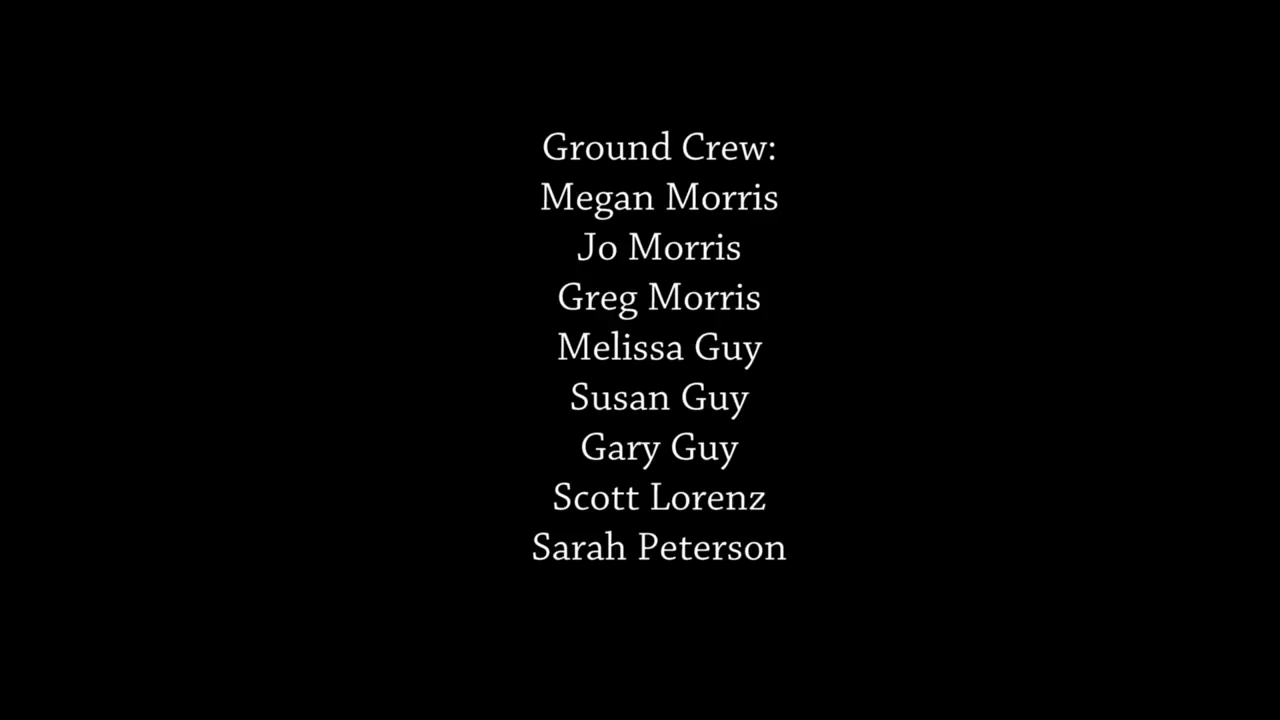 Ground Crew:
Megan Morris
Jo Morris
Greg Morris
Melissa Guy
Susan Guy
Gary Guy
Scott Lorenz
Sarah Peterson